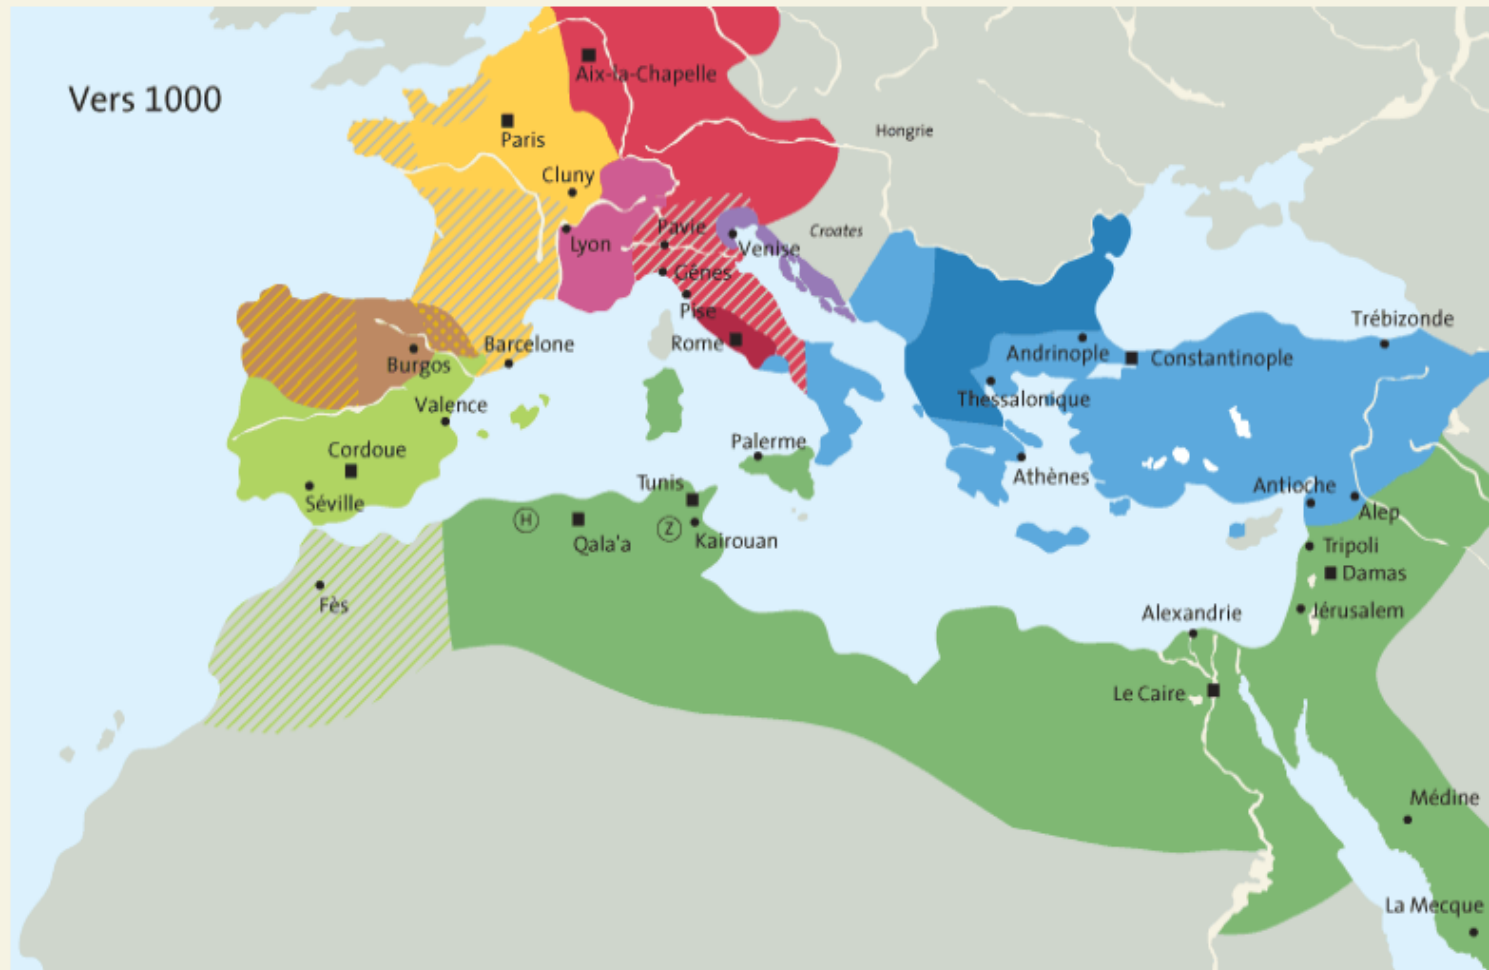 Vers 1000
Aix-la-Chapelle
Paris
Hongrie
Cluny
Lyon
Pavie
Venise
Croates
Gênes
Pise
Rome
Barcelone
Burgos
Valence
Cordoue
Séville
Andrinople
Constantinople
Trébizonde
Thessalonique
Athènes
Palerme
Tunis
H
Z
Qala'a
Kairouan
Fès
Antioche
Alep
Tripoli
Damas
Jérusalem
Alexandrie
Le Caire
Médine
La Mecque